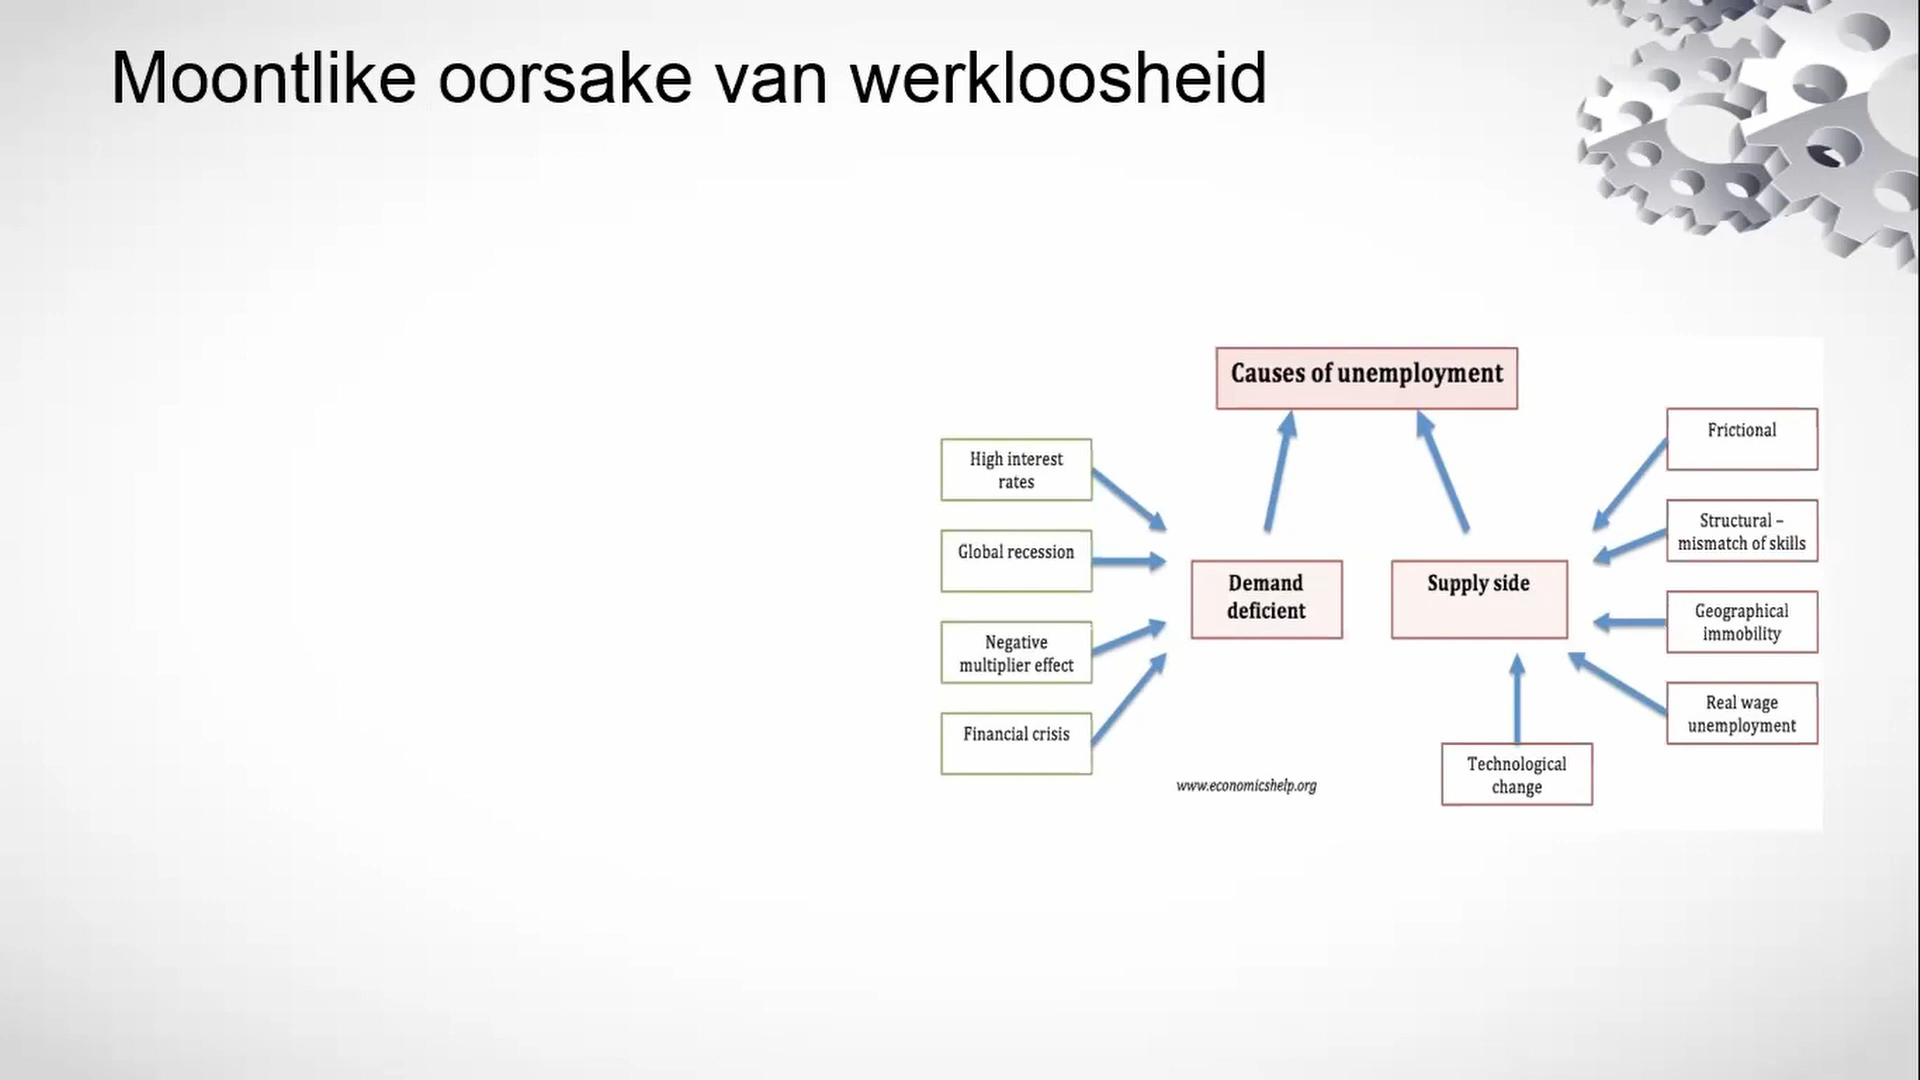 Moontlike oorsake van werkloosheid
Causes of unemployment
High interest
rates
Global recession
Negative
multiplier effect
Financial crisis
Demand
deficient
Supply side
Frictional
Structural –
mismatch of skills
Geographical
immobility
Real wage
unemployment
Technological
change
www.economicshelp.org